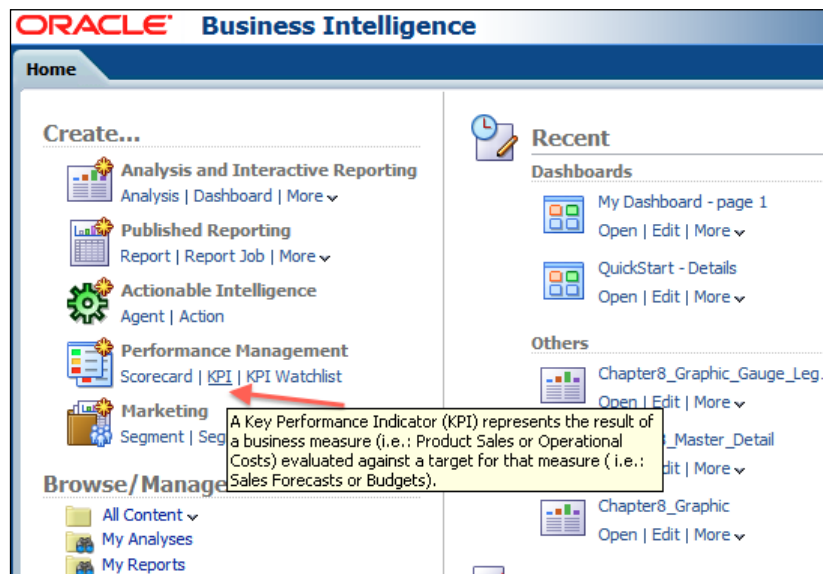 ORACLE Business Intelligence
Home
Create...
Analysis and Interactive Reporting
Analysis | Dashboard | More
Published Reporting
Report | Report Job | More
Actionable Intelligence
Agent | Action
Performance Management
Scorecard | KPI | KPI Watchlist
Marketing
Segment | Seg
A Key Performance Indicator (KPI) represents the result of
a business measure (i.e.: Product Sales or Operational
Costs) evaluated against a target for that measure ( i.e.:
Sales Forecasts or Budgets).
Browse/Manage
All Content
My Analyses
My Reports
Recent
Dashboards
My Dashboard - page 1
Open | Edit | More
QuickStart - Details
Open | Edit | More
Others
Chapter8_Graphic_Gauge_Leg.
Open | Edit | More
_Master_Detail
dit | More
Chapter8_Graphic
Open | Edit | More